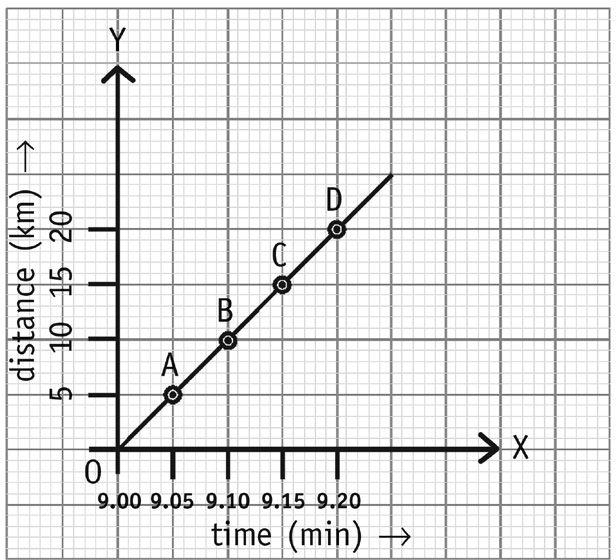 Y
distance (km) →
20
15
10
5
D
C
B
A
O
X
9.00 9.05 9.10 9.15 9.20
time (min) →